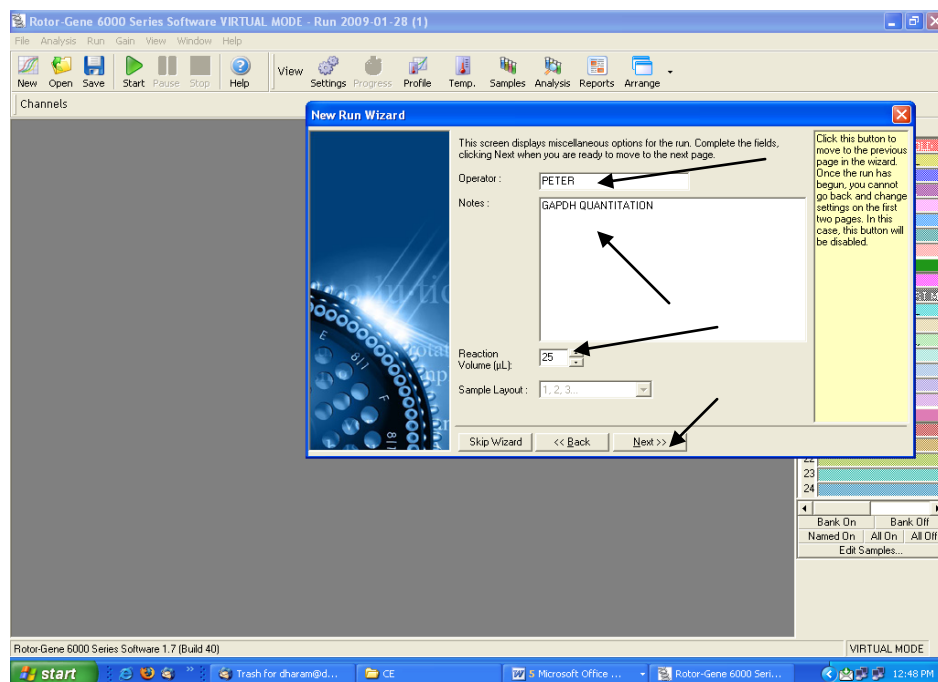 Rotor-Gene 6000 Series Software VIRTUAL MODE - Run 2009-01-28 (1)
File Analysis Run Gain View Window Help
New Open Save Start Pause Stop Help View Settings Progress Profile Temp. Samples Analysis Reports Arrange
Channels
New Run Wizard
This screen displays miscellaneous options for the run. Complete the fields,
clicking Next when you are ready to move to the next page.
Operator :
PETER
Notes :
GAPDH QUANTITATION
Reaction
Volume (µL):
25
Sample Layout :
1, 2, 3...
Skip Wizard
<< Back
Next >>
Click this button to
move to the previous
page in the wizard.
Once the run has
begun, you cannot
go back and change
settings on the first
two pages. In this
case, this button will
be disabled.
22
23
24
Bank On Bank Off
Named On All On All Off
Edit Samples...
Rotor-Gene 6000 Series Software 1.7 (Build 40)
VIRTUAL MODE
start
Trash for dharam@d...
CE
5 Microsoft Office ...
Rotor-Gene 6000 Seri...
12:48 PM